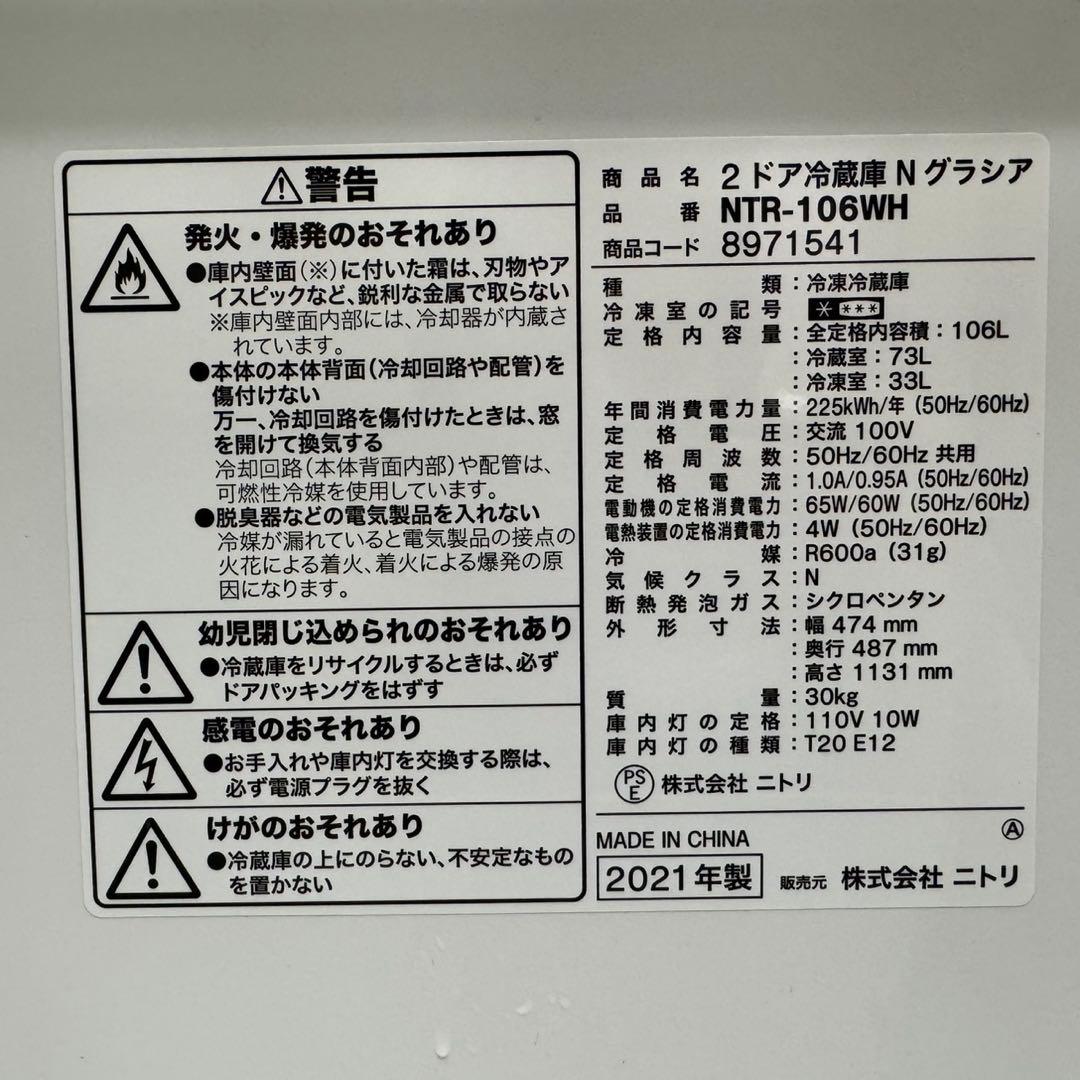 警告
発火・爆発のおそれあり
●庫内壁面(※)に付いた霜は、刃物やア
イスピックなど、鋭利な金属で取らない
※庫内壁面内部には、冷却器が内蔵さ
れています。
●本体の本体背面(冷却回路や配管)を
傷付けない
万一、冷却回路を傷付けたときは、窓
を開けて換気する
冷却回路(本体背面内部)や配管は、
可燃性冷媒を使用しています。
●脱臭器などの電気製品を入れない
冷媒が漏れていると電気製品の接点の
火花による着火、着火による爆発の原
因になります。
幼児閉じ込められのおそれあり
●冷蔵庫をリサイクルするときは、必ず
ドアパッキングをはずす
感電のおそれあり
●お手入れや庫内灯を交換する際は、
必ず電源プラグを抜く
けがのおそれあり
●冷蔵庫の上にのらない、不安定なもの
を置かない
商品名 2ドア冷蔵庫 N グラシア
品番 NTR-106WH
商品コード 8971541
種類:冷凍冷蔵庫
冷凍室の記号 * ***
定格内容量:全定格内容積:106L
:冷蔵室:73L
:冷凍室:33L
年間消費電力量:225kWh/年 (50Hz/60Hz)
定格電圧:交流 100V
定格周波数:50Hz/60Hz 共用
定格電流:1.0A/0.95A (50Hz/60Hz)
電動機の定格消費電力:65W/60W (50Hz/60Hz)
電熱装置の定格消費電力:4W (50Hz/60Hz)
冷媒:R600a (31g)
気候クラス:N
断熱発泡ガス:シクロペンタン
外形寸法:幅 474 mm
:奥行 487 mm
:高さ 1131 mm
質量:30kg
庫内灯の定格:110V 10W
庫内灯の種類:T20 E12
PSE 株式会社 ニトリ
MADE IN CHINA Ⓐ
2021年製 販売元 株式会社 ニトリ